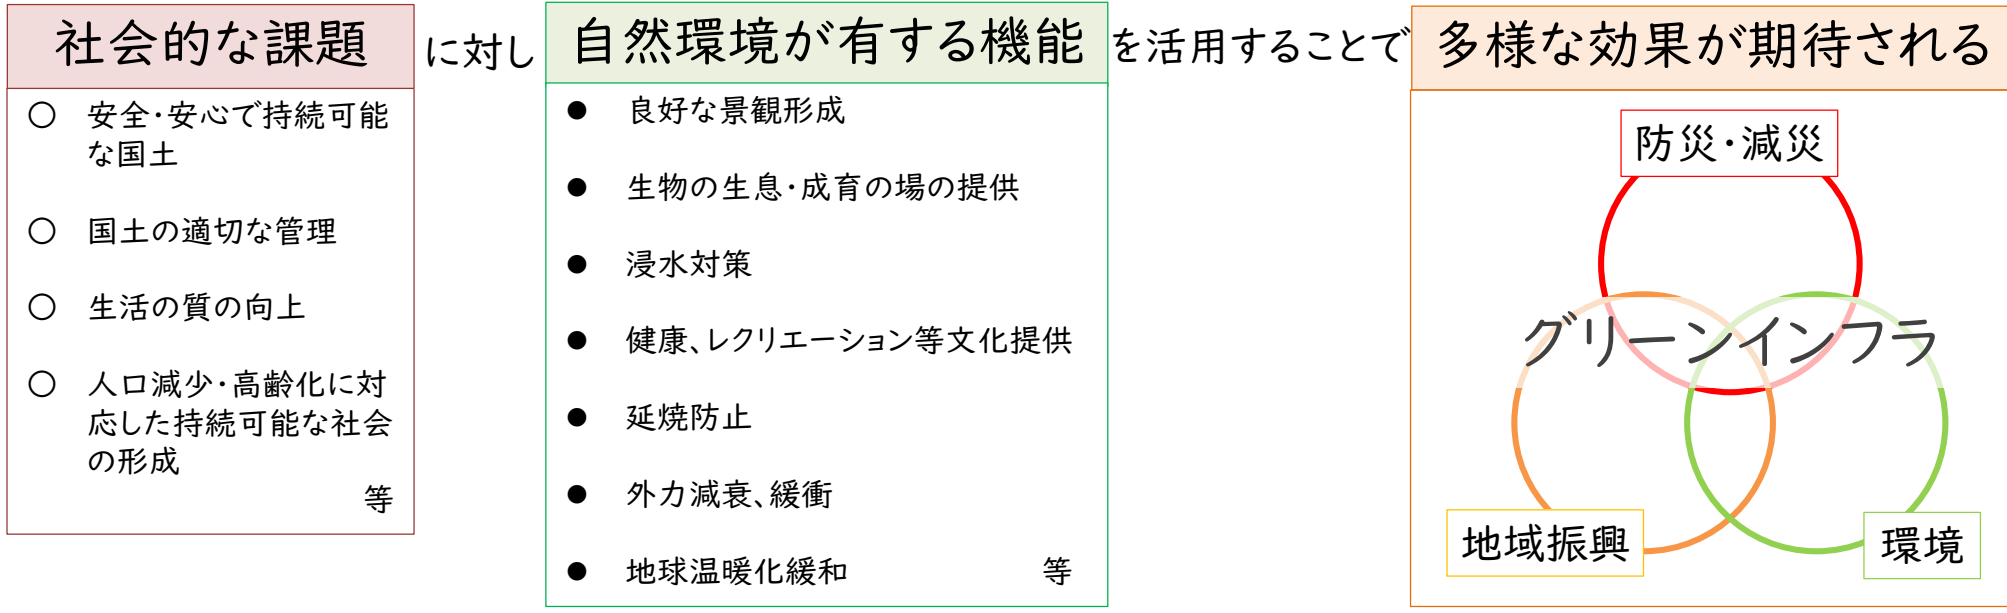 社会的な課題 に対し 自然環境が有する機能 を活用することで 多様な効果が期待される
○ 安全・安心で持続可能
な国土
○ 国土の適切な管理
○ 生活の質の向上
○ 人口減少・高齢化に対
応した持続可能な社会
の形成
等
● 良好な景観形成
● 生物の生息・成育の場の提供
● 浸水対策
● 健康、レクリエーション等文化提供
● 延焼防止
● 外力減衰、緩衝
● 地球温暖化緩和 等
防災・減災
グリーンインフラ
地域振興
環境